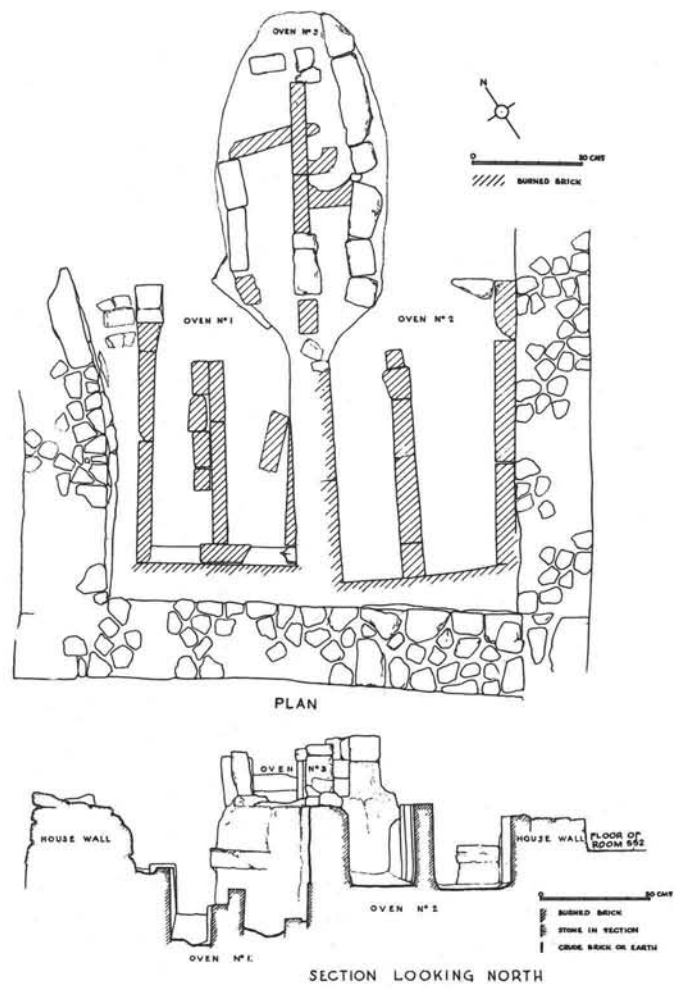 OVEN Nº 3
N
0 50 CMS
BURNED BRICK
OVEN Nº 1
OVEN Nº 2
PLAN
OVEN Nº 3
HOUSE WALL
HOUSE WALL
FLOOR OF
ROOM 552
OVEN Nº 2
OVEN Nº 1.
0 50 CMS
BURNED BRICK
STONE IN SECTION
CRUDE BRICK OR EARTH
SECTION LOOKING NORTH